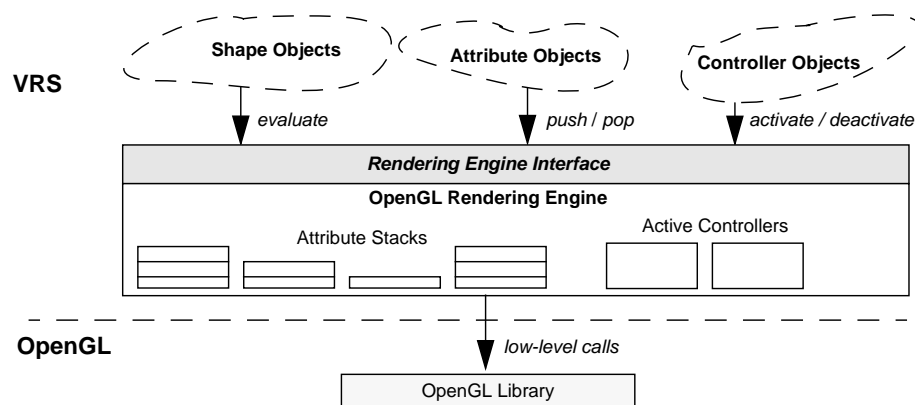 Shape Objects
Attribute Objects
Controller Objects
VRS
evaluate
push / pop
activate / deactivate
Rendering Engine Interface
OpenGL Rendering Engine
Attribute Stacks
Active Controllers
OpenGL
low-level calls
OpenGL Library